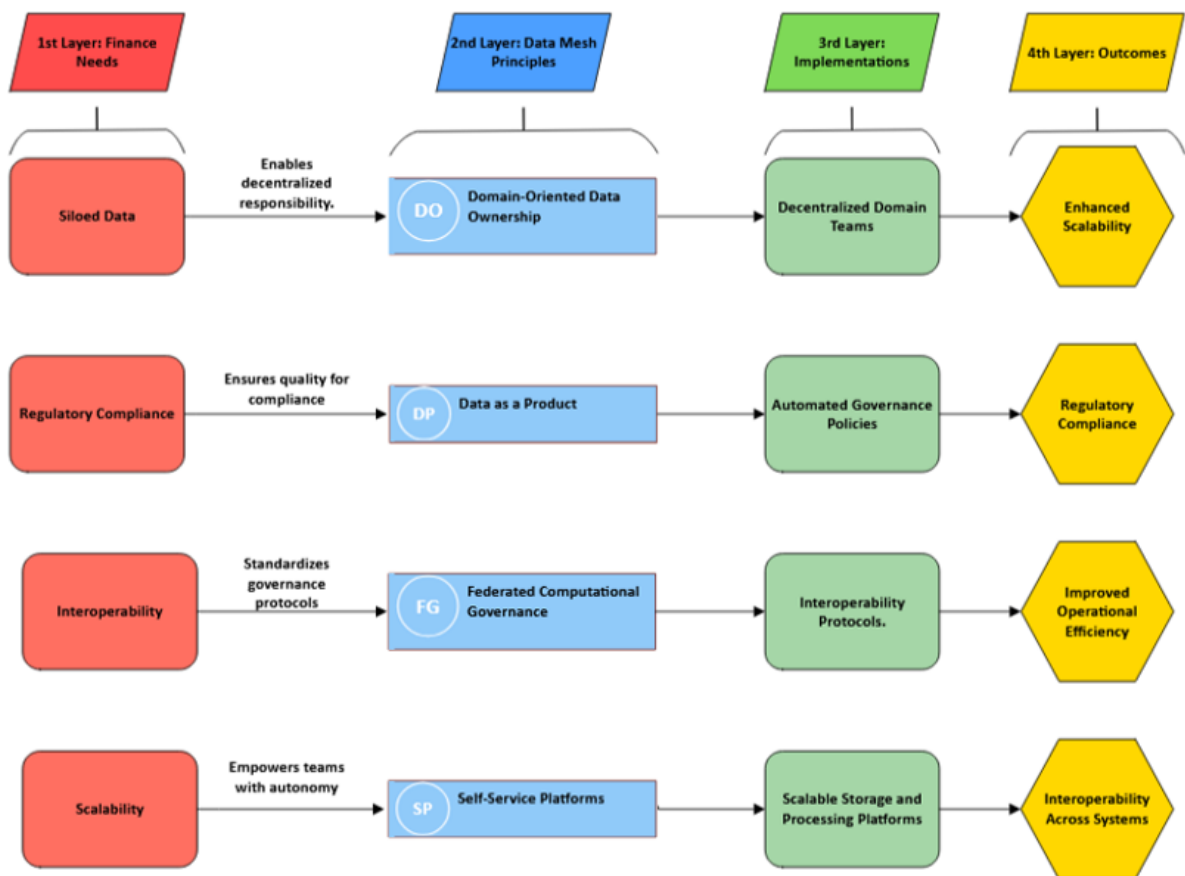 1st Layer: Finance
Needs
2nd Layer: Data Mesh
Principles
3rd Layer:
Implementations
4th Layer: Outcomes
Siloed Data
Enables
decentralized
responsibility.
DO
Domain-Oriented Data
Ownership
Decentralized Domain
Teams
Enhanced
Scalability
Regulatory Compliance
Ensures quality for
compliance
DP
Data as a Product
Automated Governance
Policies
Regulatory
Compliance
Interoperability
Standardizes
governance
protocols
FG
Federated Computational
Governance
Interoperability
Protocols.
Improved
Operational
Efficiency
Scalability
Empowers teams
with autonomy
SP
Self-Service Platforms
Scalable Storage and
Processing Platforms
Interoperability
Across Systems